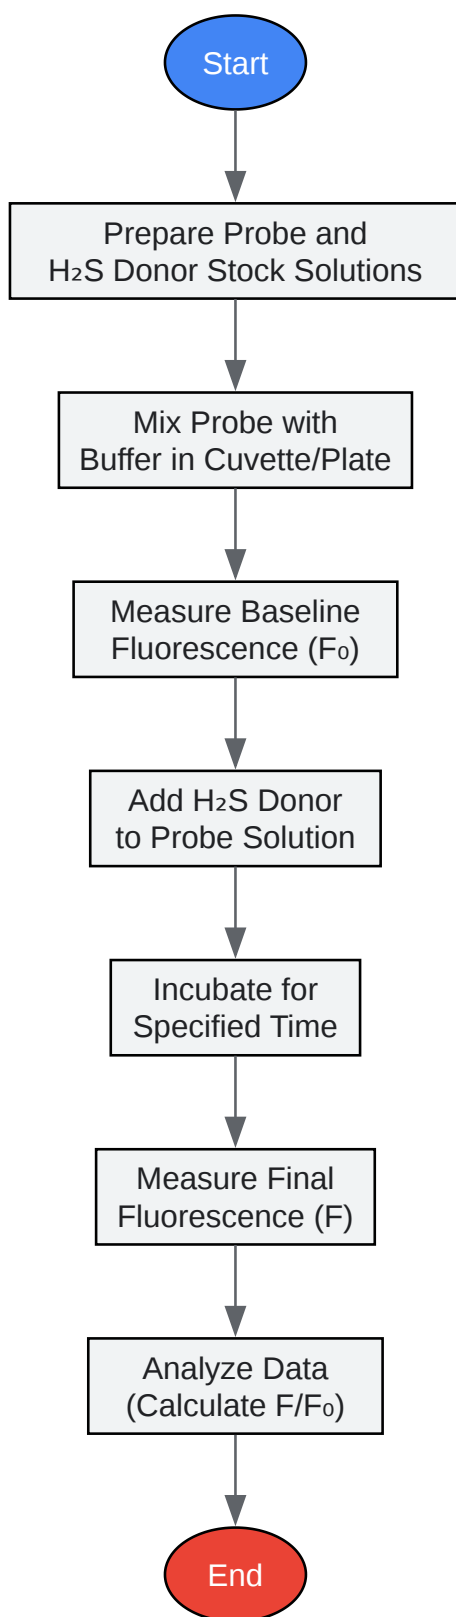 Start
Prepare Probe and
H₂S Donor Stock Solutions
Mix Probe with
Buffer in Cuvette/Plate
Measure Baseline
Fluorescence (F₀)
Add H₂S Donor
to Probe Solution
Incubate for
Specified Time
Measure Final
Fluorescence (F)
Analyze Data
(Calculate F/F₀)
End